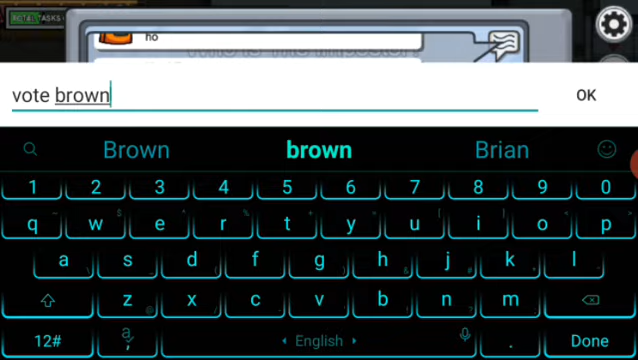 TOTAL TASKS
ho
Who Is The Impostor?
vote brown
OK
Brown brown Brian
1 2 3 4 5 6 7 8 9 0
q w e r t y u i o p
a s d f g h j k l
z x c v b n m
12# a, English . Done